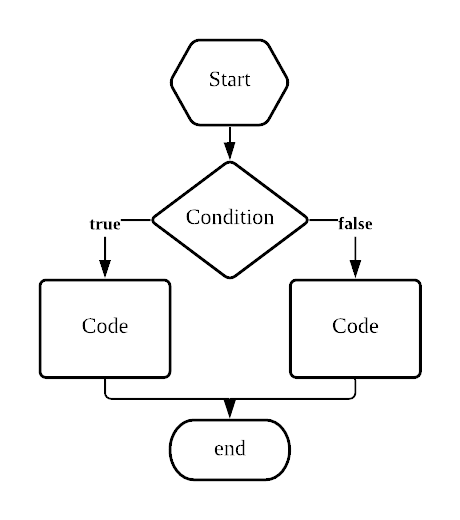 Start
Condition
true
false
Code
Code
end